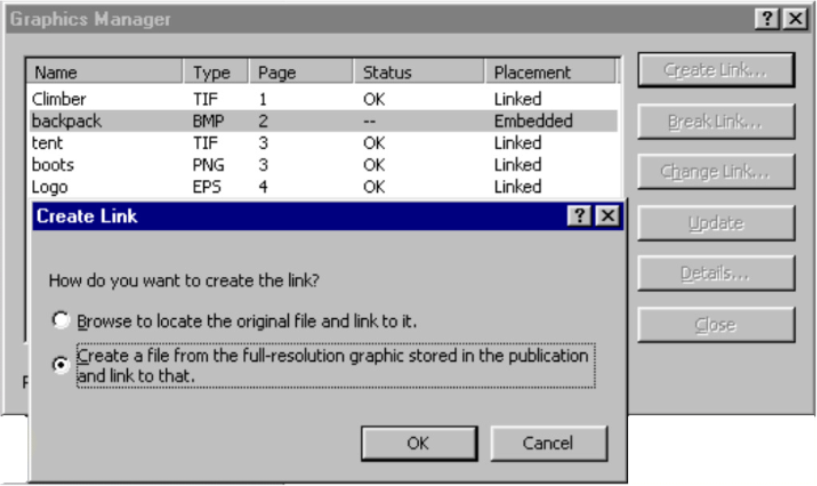 Graphics Manager
Name Type Page Status Placement
Climber TIF 1 OK Linked
backpack BMP 2 -- Embedded
tent TIF 3 OK Linked
boots PNG 3 OK Linked
Logo EPS 4 OK Linked
Create Link...
Break Link...
Change Link...
Update
Details...
Close
Create Link
How do you want to create the link?
Browse to locate the original file and link to it.
Create a file from the full-resolution graphic stored in the publication
and link to that.
OK Cancel